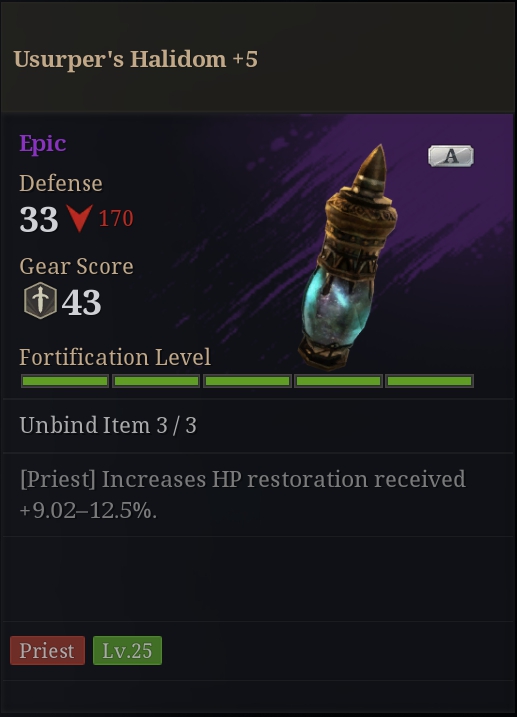 Usurper's Halidom +5
Epic
A
Defense
33 170
Gear Score
43
Fortification Level
Unbind Item 3 / 3
[Priest] Increases HP restoration received
+9.02–12.5%.
Priest Lv.25